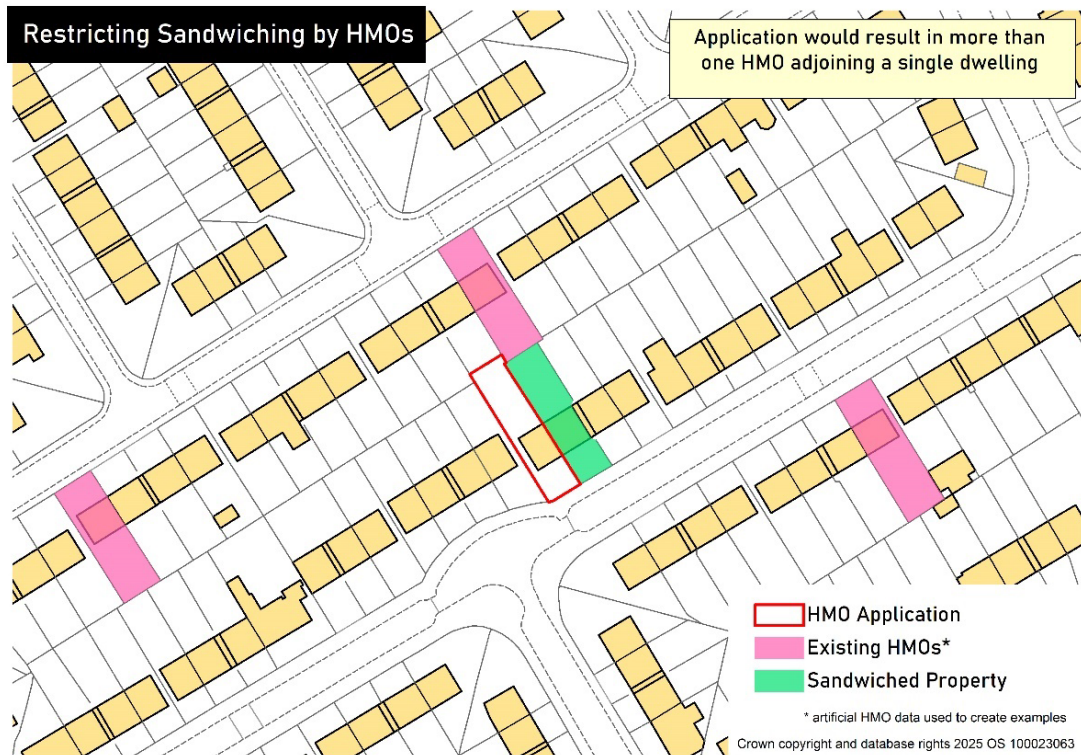 Restricting Sandwiching by HMOs
Application would result in more than
one HMO adjoining a single dwelling
HMO Application
Existing HMOs*
Sandwiched Property
* artificial HMO data used to create examples
Crown copyright and database rights 2025 OS 100023063